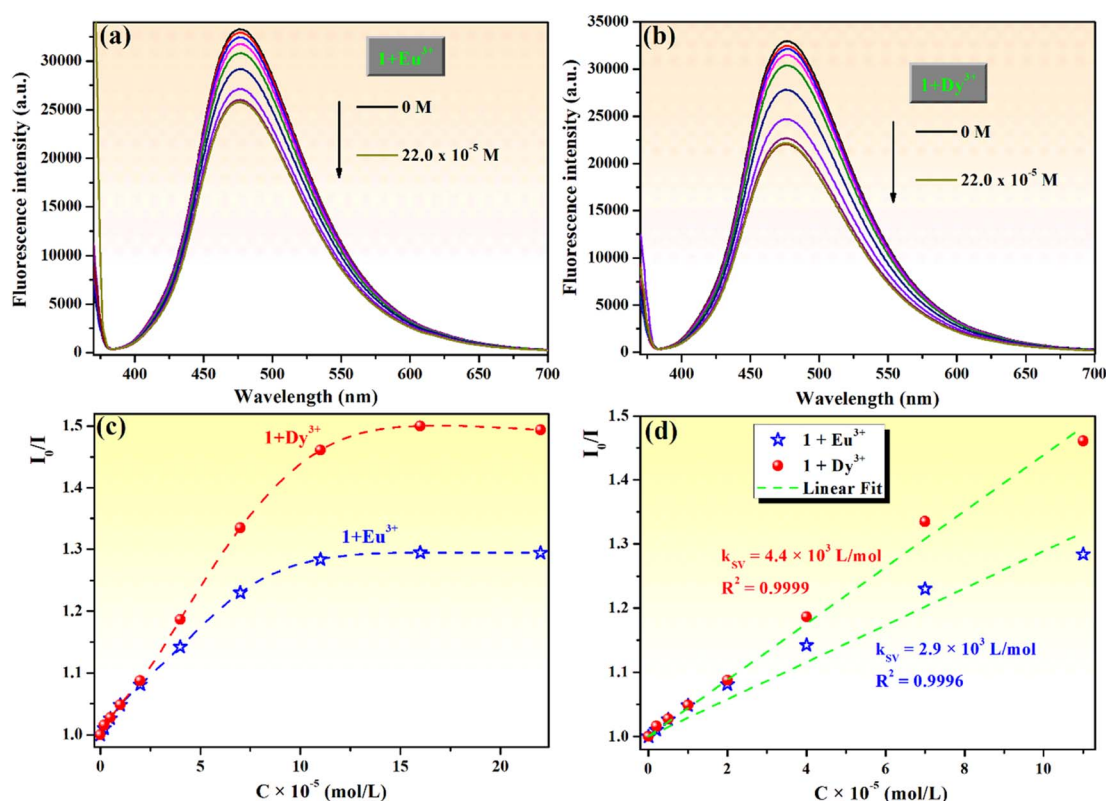 (a)
1+Eu³⁺
0 M
22.0 x 10⁻⁵ M
Fluorescence intensity (a.u.)
35000
30000
25000
20000
15000
10000
5000
0
400 450 500 550 600 650 700
Wavelength (nm)
(b)
1+Dy³⁺
0 M
22.0 x 10⁻⁵ M
Fluorescence intensity (a.u.)
35000
30000
25000
20000
15000
10000
5000
0
400 450 500 550 600 650 700
Wavelength (nm)
(c)
1+Dy³⁺
1+Eu³⁺
I₀/I
1.5
1.4
1.3
1.2
1.1
1.0
0 5 10 15 20
C × 10⁻⁵ (mol/L)
(d)
1 + Eu³⁺
1 + Dy³⁺
Linear Fit
k_SV = 4.4 × 10³ L/mol
R² = 0.9999
k_SV = 2.9 × 10³ L/mol
R² = 0.9996
I₀/I
1.5
1.4
1.3
1.2
1.1
1.0
0 2 4 6 8 10
C × 10⁻⁵ (mol/L)